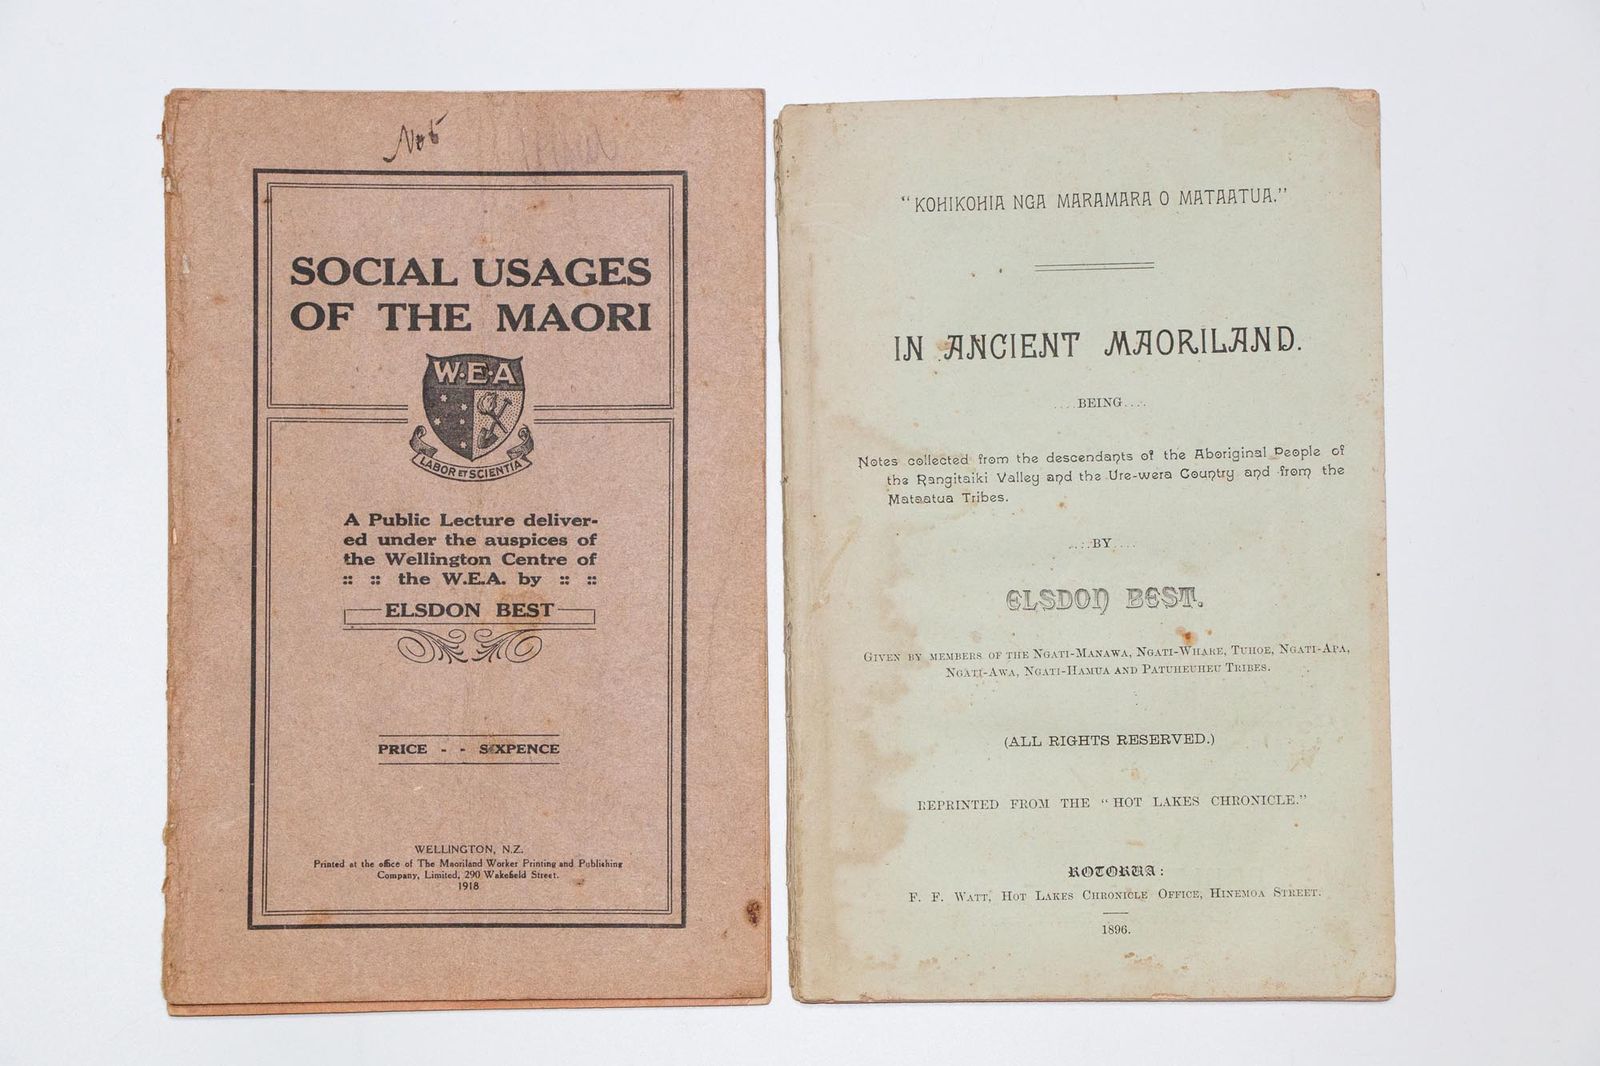 SOCIAL USAGES
OF THE MAORI
W·E·A
LABOR ET SCIENTIA
A Public Lecture deliver-
ed under the auspices of
the Wellington Centre of
:: :: the W.E.A. by :: ::
ELSDON BEST
PRICE - - SIXPENCE
WELLINGTON, N.Z.
Printed at the office of The Maoriland Worker Printing and Publishing
Company, Limited, 290 Wakefield Street.
1918
"KOHIKOHIA NGA MARAMARA O MATAATUA."
IN ANCIENT MAORILAND.
....BEING....
Notes collected from the descendants of the Aboriginal People of
the Rangitaiki Valley and the Ure-wera Country and from the
Mataatua Tribes.
....BY....
ELSDON BEST.
GIVEN BY MEMBERS OF THE NGATI-MANAWA, NGATI-WHARE, TUHOE, NGATI-APA,
NGATI-AWA, NGATI-HAMUA AND PATUHEUHEU TRIBES.
(ALL RIGHTS RESERVED.)
REPRINTED FROM THE "HOT LAKES CHRONICLE."
ROTORUA:
F. F. WATT, HOT LAKES CHRONICLE OFFICE, HINEMOA STREET.
1896.